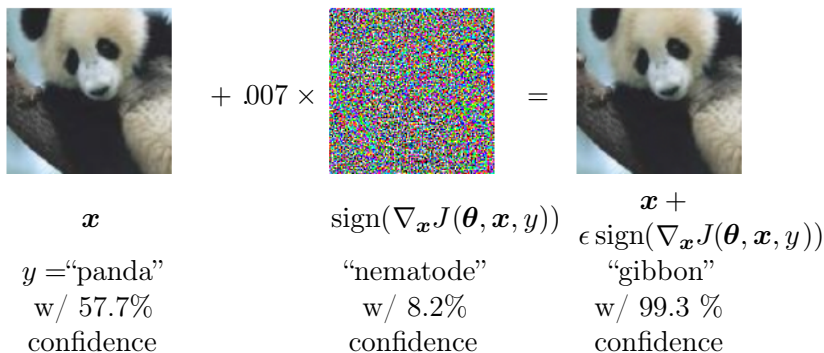 + .007 ×
=
x
sign(∇ₓJ(θ, x, y))
x +
ϵ sign(∇ₓJ(θ, x, y))
y =“panda”
“nematode”
“gibbon”
w/ 57.7%
w/ 8.2%
w/ 99.3 %
confidence
confidence
confidence